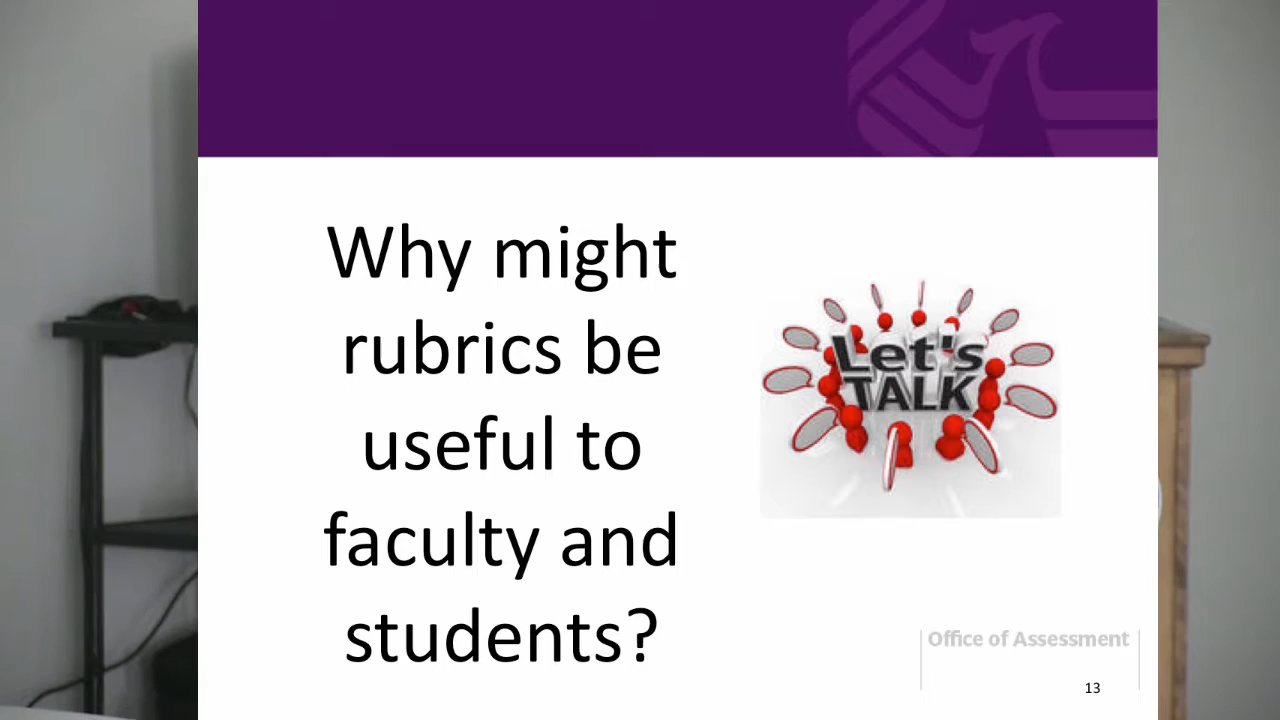 Why might
rubrics be
useful to
faculty and
students?
Let's
TALK
Office of Assessment
13